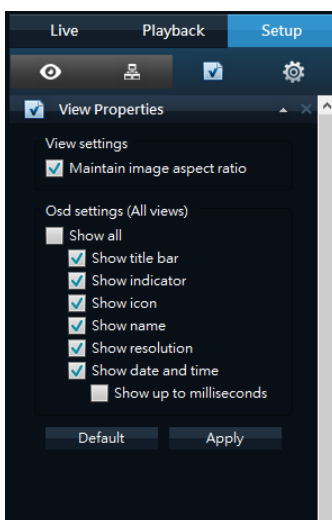 Live Playback Setup
View Properties
View settings
Maintain image aspect ratio
Osd settings (All views)
Show all
Show title bar
Show indicator
Show icon
Show name
Show resolution
Show date and time
Show up to milliseconds
Default Apply